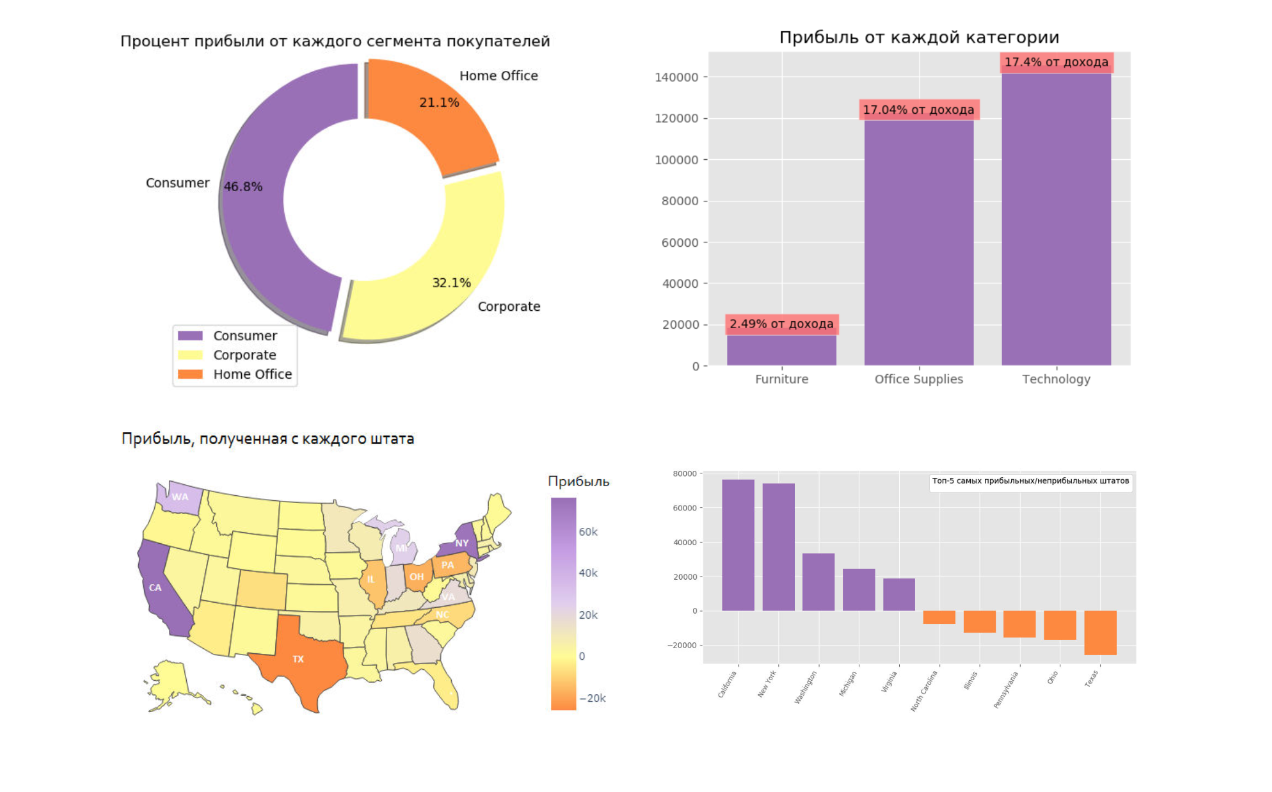 Процент прибыли от каждого сегмента покупателей
Home Office
21.1%
Consumer
46.8%
32.1%
Corporate
Consumer
Corporate
Home Office
Прибыль от каждой категории
140000
120000
100000
80000
60000
40000
20000
0
17.4% от дохода
17.04% от дохода
2.49% от дохода
Furniture
Office Supplies
Technology
Прибыль, полученная с каждого штата
WA
CA
TX
IL
MI
OH
PA
NY
VA
NC
Прибыль
60k
40k
20k
0
−20k
80000
60000
40000
20000
0
−20000
Топ-5 самых прибыльных/неприбыльных штатов
California
New York
Washington
Michigan
Virginia
North Carolina
Illinois
Pennsylvania
Ohio
Texas